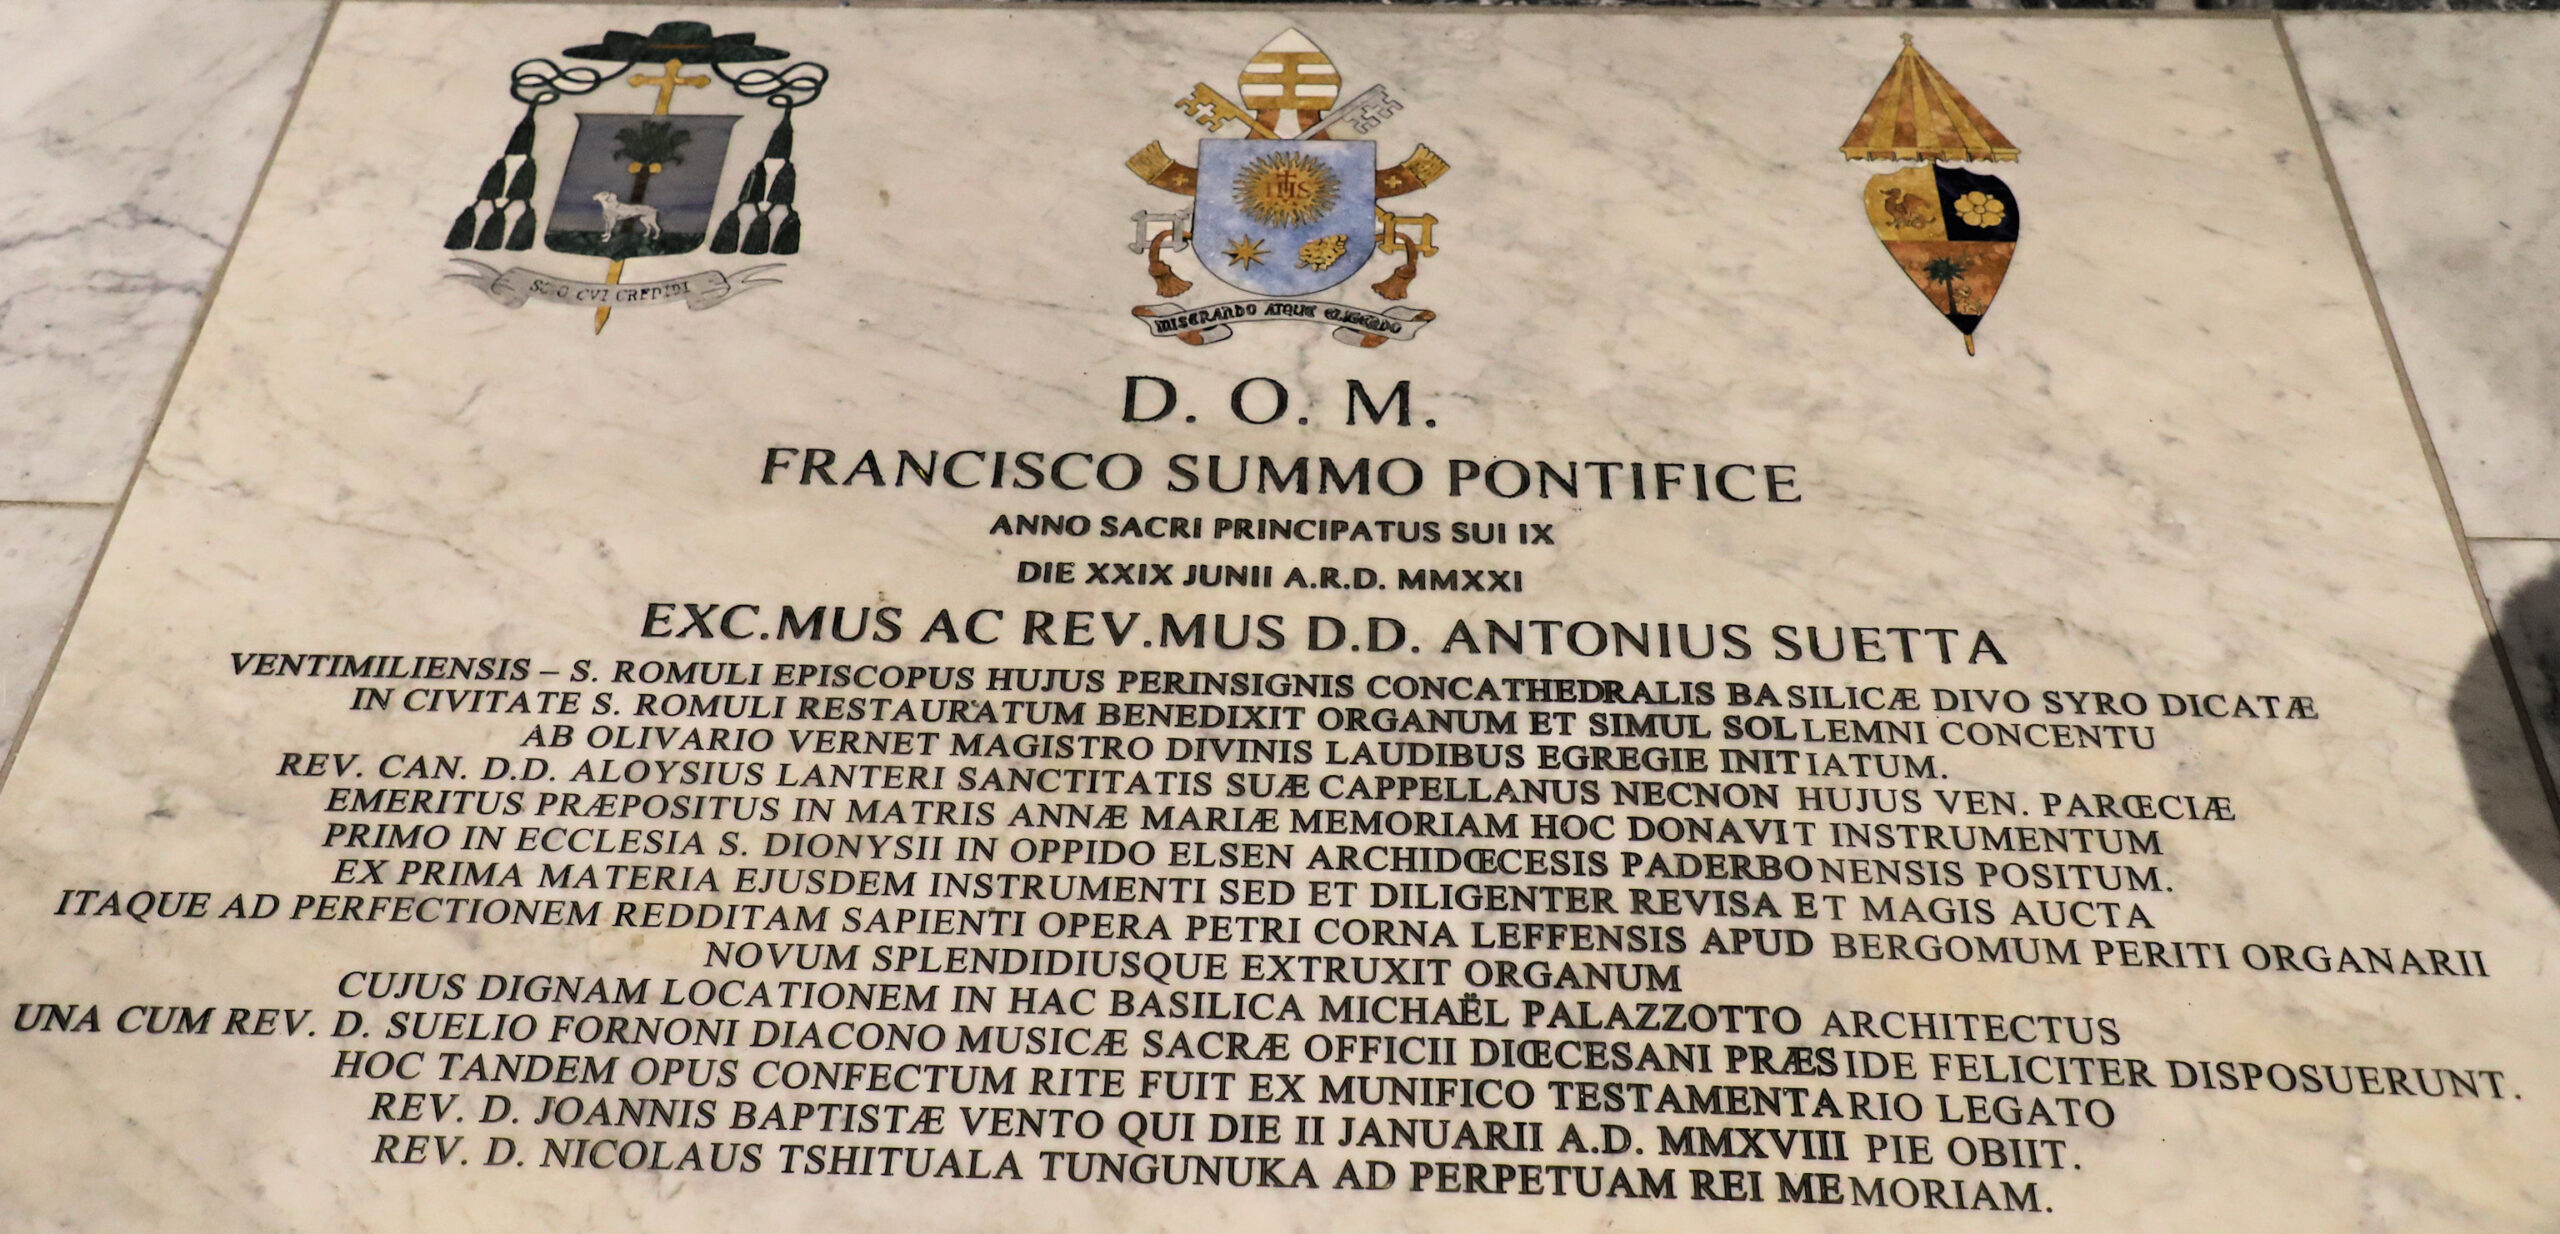 SCIO CVI CREDIDI
IHS
MISERANDO ATQUE ELIGENDO
D. O. M.
FRANCISCO SUMMO PONTIFICE
ANNO SACRI PRINCIPATUS SUI IX
DIE XXIX JUNII A.R.D. MMXXI
EXC.MUS AC REV.MUS D.D. ANTONIUS SUETTA
VENTIMILIENSIS – S. ROMULI EPISCOPUS HUJUS PERINSIGNIS CONCATHEDRALIS BASILICÆ DIVO SYRO DICATÆ
IN CIVITATE S. ROMULI RESTAURATUM BENEDIXIT ORGANUM ET SIMUL SOLLEMNI CONCENTU
AB OLIVARIO VERNET MAGISTRO DIVINIS LAUDIBUS EGREGIE INITIATUM.
REV. CAN. D.D. ALOYSIUS LANTERI SANCTITATIS SUÆ CAPPELLANUS NECNON HUJUS VEN. PARŒCIÆ
EMERITUS PRÆPOSITUS IN MATRIS ANNÆ MARIÆ MEMORIAM HOC DONAVIT INSTRUMENTUM
PRIMO IN ECCLESIA S. DIONYSII IN OPPIDO ELSEN ARCHIDŒCESIS PADERBONENSIS POSITUM.
EX PRIMA MATERIA EJUSDEM INSTRUMENTI SED ET DILIGENTER REVISA ET MAGIS AUCTA
ITAQUE AD PERFECTIONEM REDDITAM SAPIENTI OPERA PETRI CORNA LEFFENSIS APUD BERGOMUM PERITI ORGANARII
NOVUM SPLENDIDIUSQUE EXTRUXIT ORGANUM
CUJUS DIGNAM LOCATIONEM IN HAC BASILICA MICHAËL PALAZZOTTO ARCHITECTUS
UNA CUM REV. D. SUELIO FORNONI DIACONO MUSICÆ SACRÆ OFFICII DIŒCESANI PRÆSIDE FELICITER DISPOSUERUNT.
HOC TANDEM OPUS CONFECTUM RITE FUIT EX MUNIFICO TESTAMENTARIO LEGATO
REV. D. JOANNIS BAPTISTÆ VENTO QUI DIE II JANUARII A.D. MMXVIII PIE OBIIT.
REV. D. NICOLAUS TSHITUALA TUNGUNUKA AD PERPETUAM REI MEMORIAM.